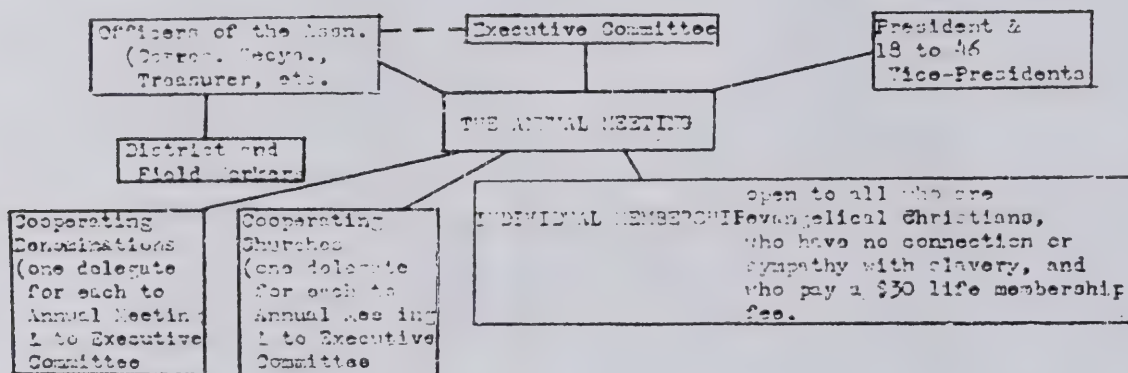 Officers of the Assn.
(Corres. Secys.,
Treasurer, etc.
Executive Committee
President &
18 to 46
Vice-Presidents
THE ANNUAL MEETING
District and
Field Workers
Cooperating
Denominations
(one delegate
for each to
Annual Meetin
1 to Executive
Committee
Cooperating
Churches
(one delegate
for each to
Annual Meeting
1 to Executive
Committee
INDIVIDUAL MEMBERSHIP
open to all who are
evangelical Christians,
who have no connection or
sympathy with slavery, and
who pay a $30 life membership
fee.